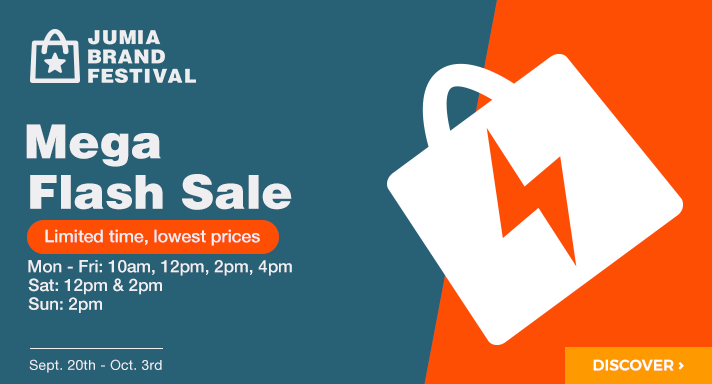 JUMIA
BRAND
FESTIVAL
Mega
Flash Sale
Limited time, lowest prices
Mon - Fri: 10am, 12pm, 2pm, 4pm
Sat: 12pm & 2pm
Sun: 2pm
Sept. 20th - Oct. 3rd
DISCOVER ›